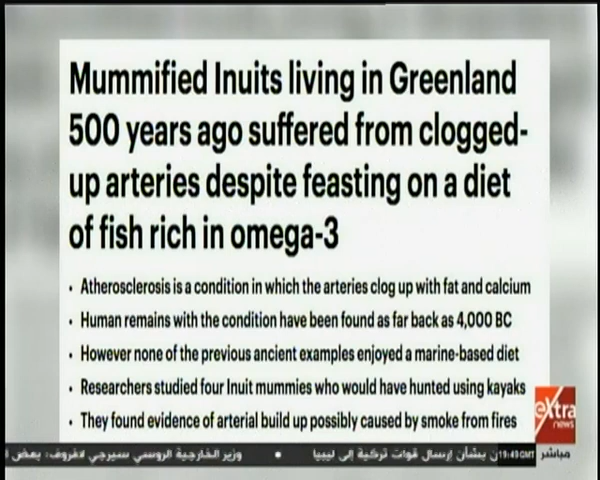 Mummified Inuits living in Greenland
500 years ago suffered from clogged-
up arteries despite feasting on a diet
of fish rich in omega-3
• Atherosclerosis is a condition in which the arteries clog up with fat and calcium
• Human remains with the condition have been found as far back as 4,000 BC
• However none of the previous ancient examples enjoyed a marine-based diet
• Researchers studied four Inuit mummies who would have hunted using kayaks
• They found evidence of arterial build up possibly caused by smoke from fires
eXtra
news
مباشر
19:49GMT
بشأن إرسال قوات تركية إلى ليبيا • وزير الخارجية الروسي سيرجي لافروف: بعض